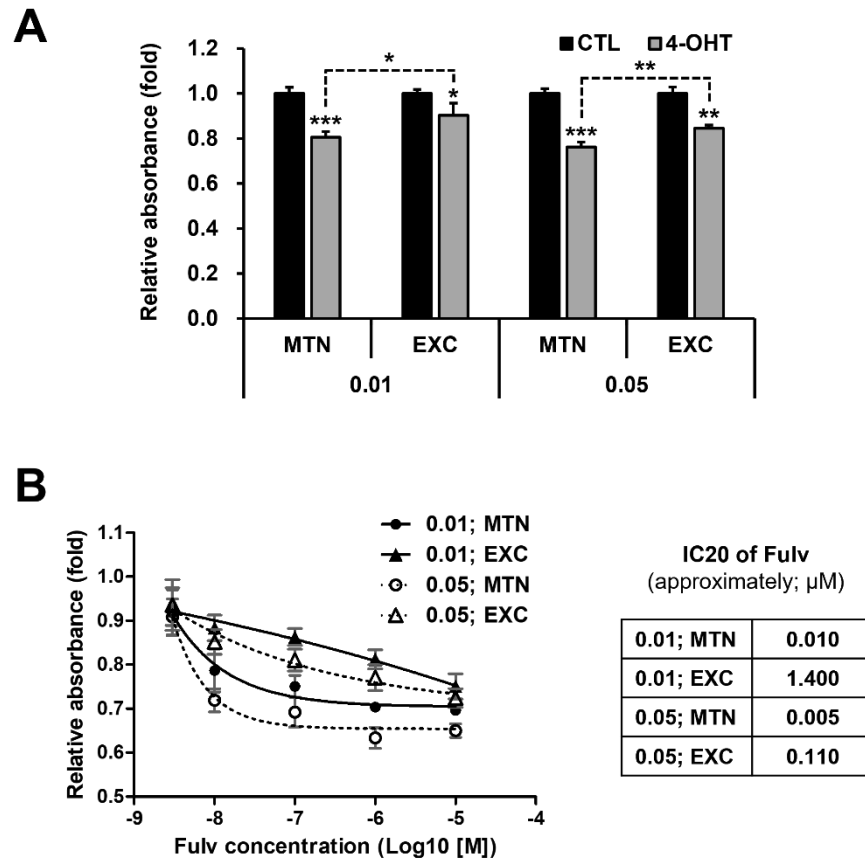 A
CTL 4-OHT
Relative absorbance (fold)
1.2
1.0
0.8
0.6
0.4
0.2
0.0
*
**
***
*
***
**
MTN EXC MTN EXC
0.01 0.05
B
Relative absorbance (fold)
1.1
1.0
0.9
0.8
0.7
0.6
0.5
0.01; MTN
0.01; EXC
0.05; MTN
0.05; EXC
-9 -8 -7 -6 -5 -4
Fulv concentration (Log10 [M])
IC20 of Fulv
(approximately; μM)
0.01; MTN 0.010
0.01; EXC 1.400
0.05; MTN 0.005
0.05; EXC 0.110